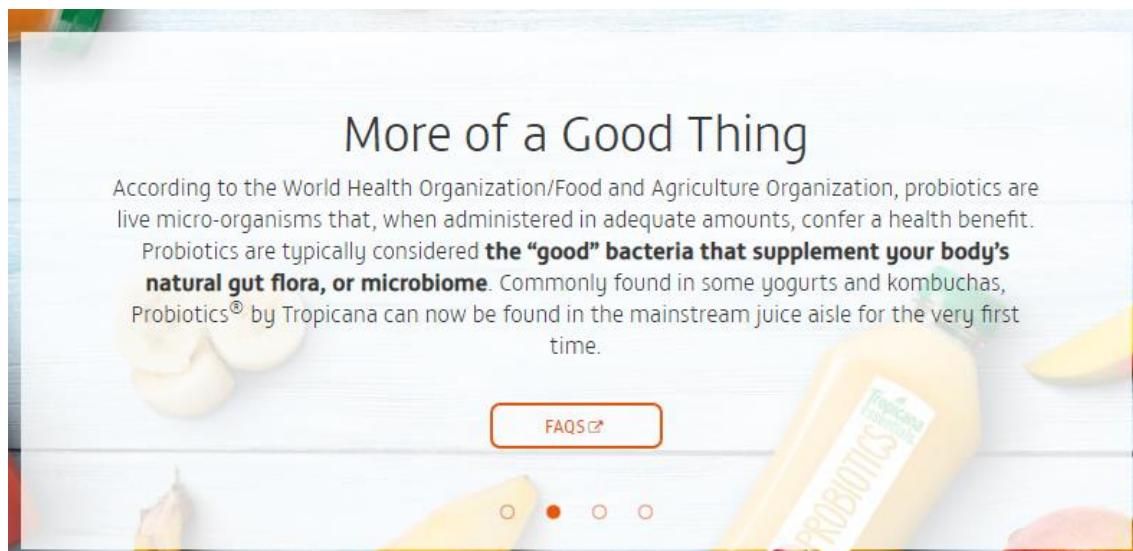 More of a Good Thing
According to the World Health Organization/Food and Agriculture Organization, probiotics are
live micro-organisms that, when administered in adequate amounts, confer a health benefit.
Probiotics are typically considered the “good” bacteria that supplement your body’s
natural gut flora, or microbiome. Commonly found in some yogurts and kombuchas,
Probiotics® by Tropicana can now be found in the mainstream juice aisle for the very first
time.
FAQS
Tropicana
Essentials
PROBIOTICS